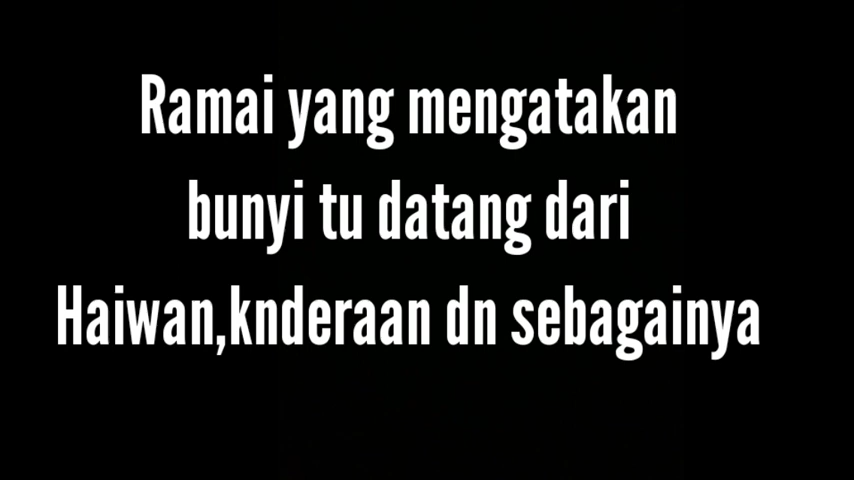 Ramai yang mengatakan
bunyi tu datang dari
Haiwan,knderaan dn sebagainya